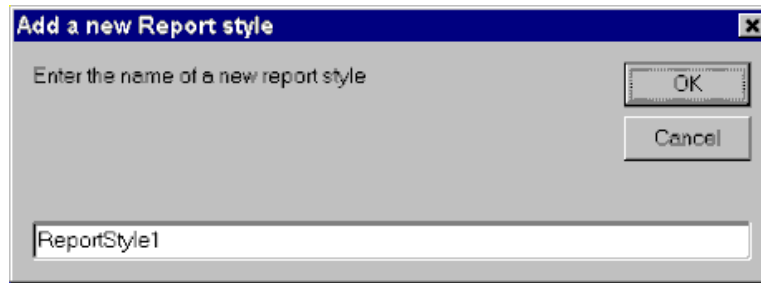 Add a new Report style
Enter the name of a new report style
OK
Cancel
ReportStyle1